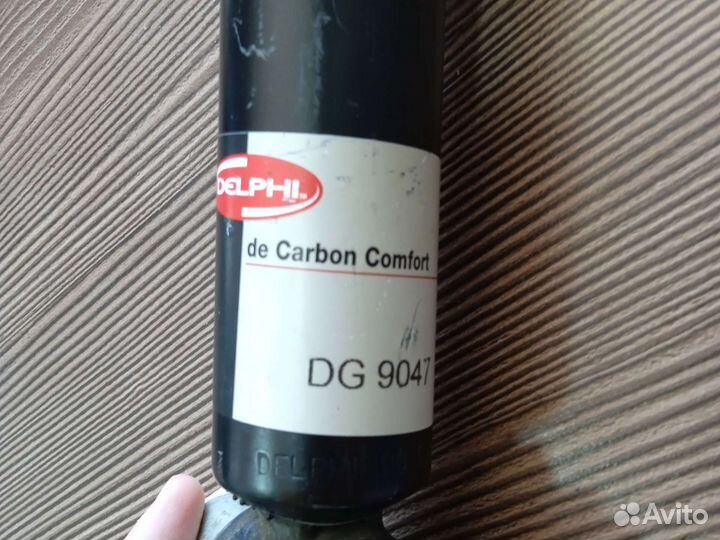 DELPHI
de Carbon Comfort
DG 9047
DELPHI
Avito